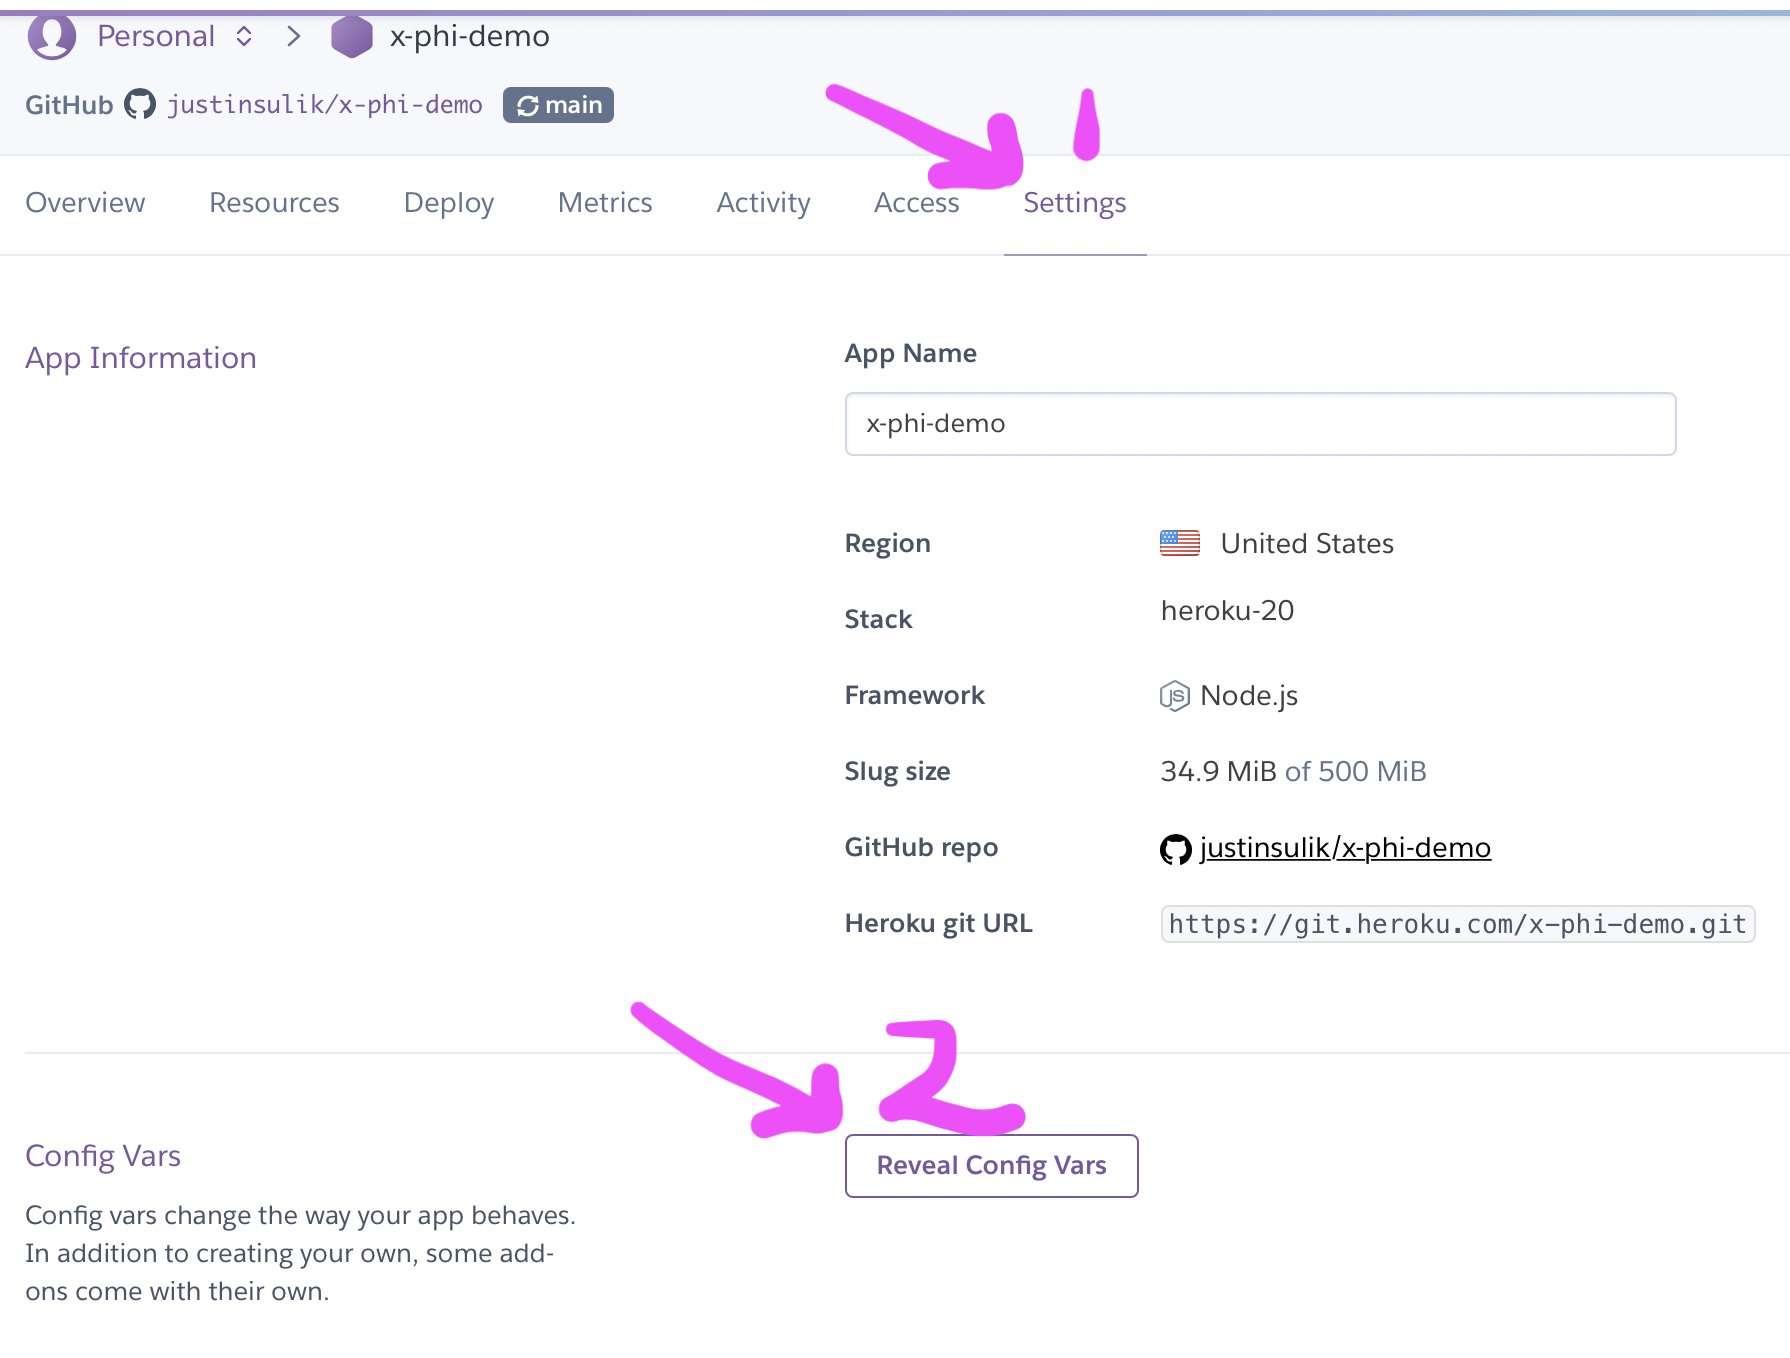 Personal x-phi-demo
GitHub justinsulik/x-phi-demo main
1
Overview Resources Deploy Metrics Activity Access Settings
App Information
App Name
x-phi-demo
Region United States
Stack heroku-20
Framework JS Node.js
Slug size 34.9 MiB of 500 MiB
GitHub repo justinsulik/x-phi-demo
Heroku git URL https://git.heroku.com/x-phi-demo.git
2
Config Vars
Reveal Config Vars
Config vars change the way your app behaves.
In addition to creating your own, some add-
ons come with their own.